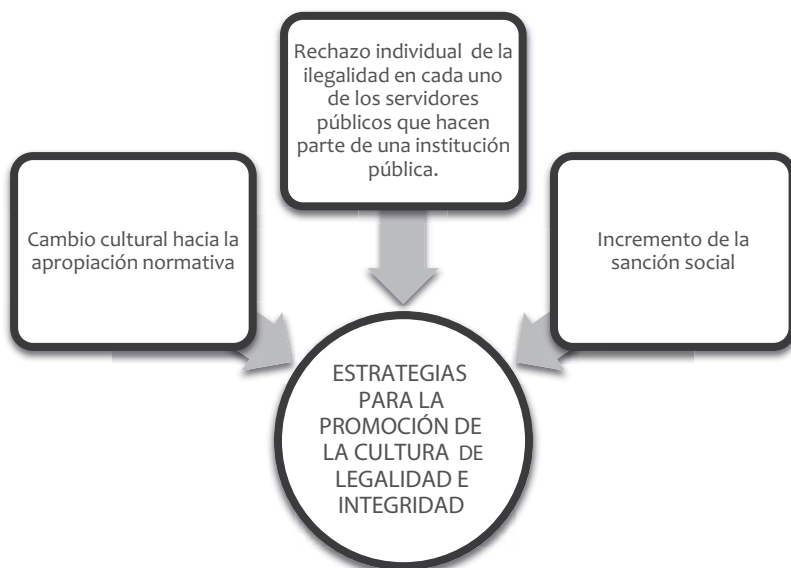 Rechazo individual de la
ilegalidad en cada uno
de los servidores
públicos que hacen
parte de una institución
pública.
Cambio cultural hacia la
apropiación normativa
Incremento de la
sanción social
ESTRATEGIAS
PARA LA
PROMOCIÓN DE
LA CULTURA DE
LEGALIDAD E
INTEGRIDAD